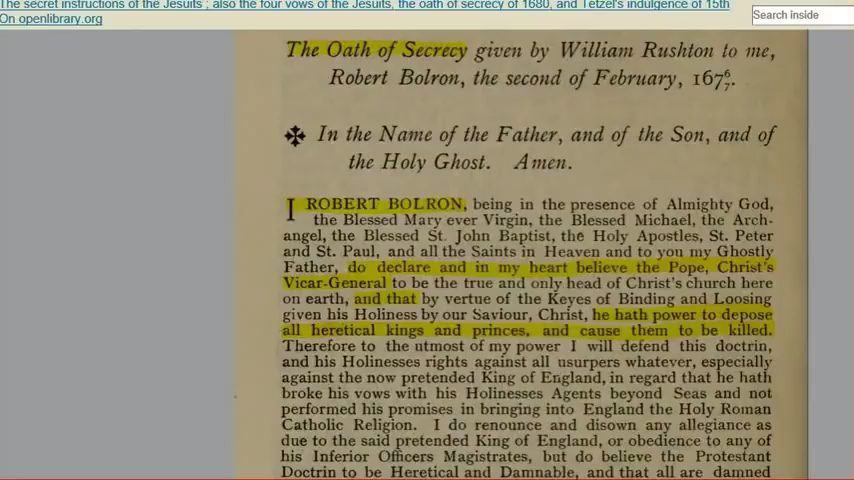 The secret instructions of the Jesuits ; also the four vows of the Jesuits, the oath of secrecy of 1680, and Tetzel's indulgence of 15th
On openlibrary.org
Search inside
The Oath of Secrecy given by William Rushton to me,
Robert Bolron, the second of February, 167 6/7.
✠ In the Name of the Father, and of the Son, and of
the Holy Ghost. Amen.
I ROBERT BOLRON, being in the presence of Almighty God,
the Blessed Mary ever Virgin, the Blessed Michael, the Arch-
angel, the Blessed St. John Baptist, the Holy Apostles, St. Peter
and St. Paul, and all the Saints in Heaven and to you my Ghostly
Father, do declare and in my heart believe the Pope, Christ's
Vicar-General to be the true and only head of Christ's church here
on earth, and that by vertue of the Keyes of Binding and Loosing
given his Holiness by our Saviour, Christ, he hath power to depose
all heretical kings and princes, and cause them to be killed.
Therefore to the utmost of my power I will defend this doctrin,
and his Holinesses rights against all usurpers whatever, especially
against the now pretended King of England, in regard that he hath
broke his vows with his Holinesses Agents beyond Seas and not
performed his promises in bringing into England the Holy Roman
Catholic Religion. I do renounce and disown any allegiance as
due to the said pretended King of England, or obedience to any of
his Inferior Officers Magistrates, but do believe the Protestant
Doctrin to be Heretical and Damnable, and that all are damned